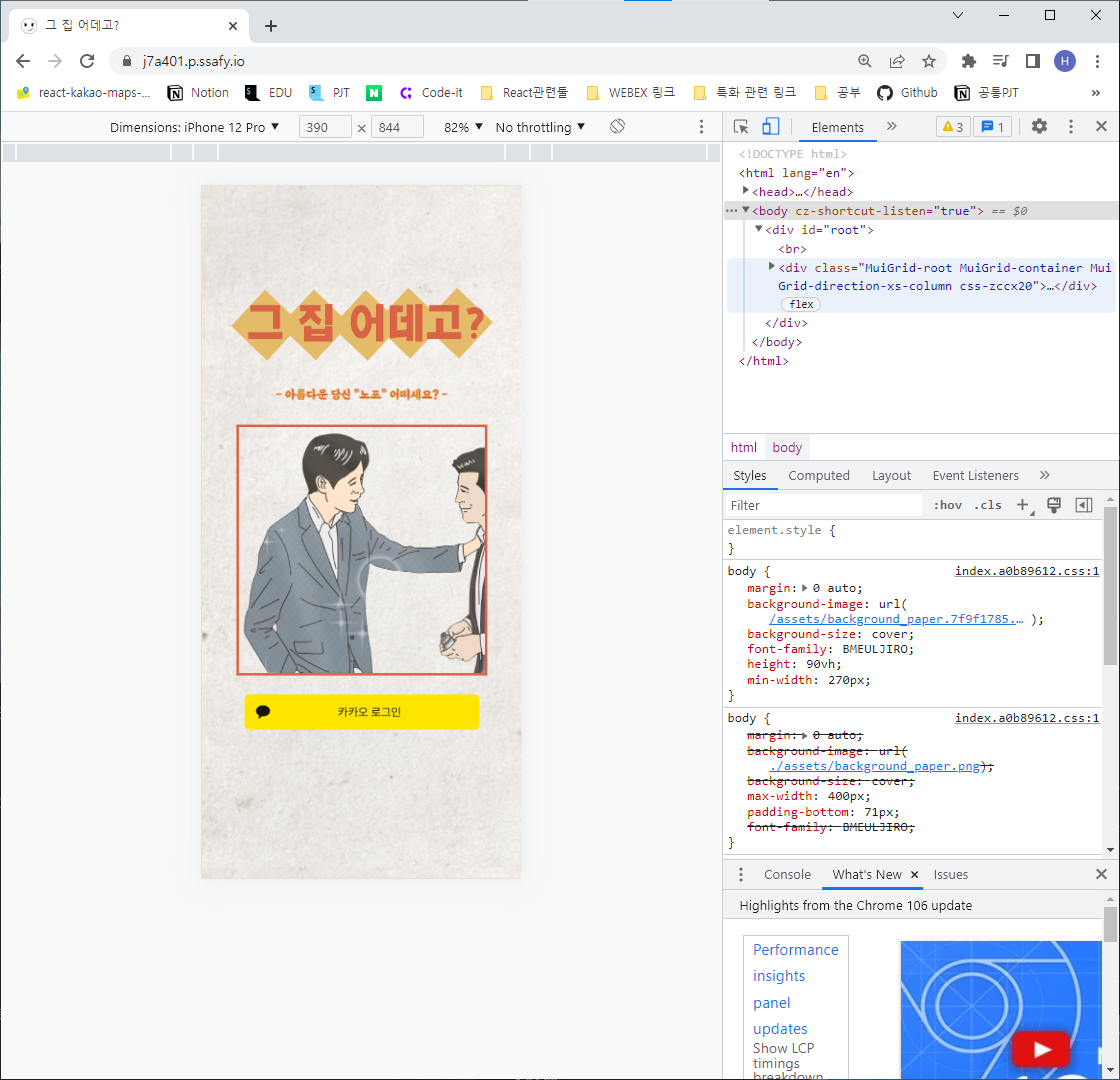 그 집 어데고?
j7a401.p.ssafy.io
H
react-kakao-maps-...
Notion
EDU
PJT
Code-it
React관련툴
WEBEX 링크
특화 관련 링크
공부
Github
공통PJT
»
Dimensions: iPhone 12 Pro ▼ 390 × 844 82% ▼ No throttling ▼
Elements » 3 1
그 집 어데고?
- 아름다운 당신 "노포" 어떠세요? -
카카오 로그인
<!DOCTYPE html>
<html lang="en">
<head>…</head>
<body cz-shortcut-listen="true"> == $0
<div id="root">
<br>
<div class="MuiGrid-root MuiGrid-container Mui
Grid-direction-xs-column css-zccx20">…</div>
flex
</div>
</body>
</html>
html body
Styles Computed Layout Event Listeners »
Filter :hov .cls +
element.style {
}
body { index.a0b89612.css:1
margin: 0 auto;
background-image: url(
/assets/background_paper.7f9f1785.… );
background-size: cover;
font-family: BMEULJIRO;
height: 90vh;
min-width: 270px;
}
body { index.a0b89612.css:1
margin: 0 auto;
background-image: url(
./assets/background_paper.png);
background-size: cover;
max-width: 400px;
padding-bottom: 71px;
font-family: BMEULJIRO;
}
Console What's New Issues
Highlights from the Chrome 106 update
Performance
insights
panel
updates
Show LCP
timings
breakdown